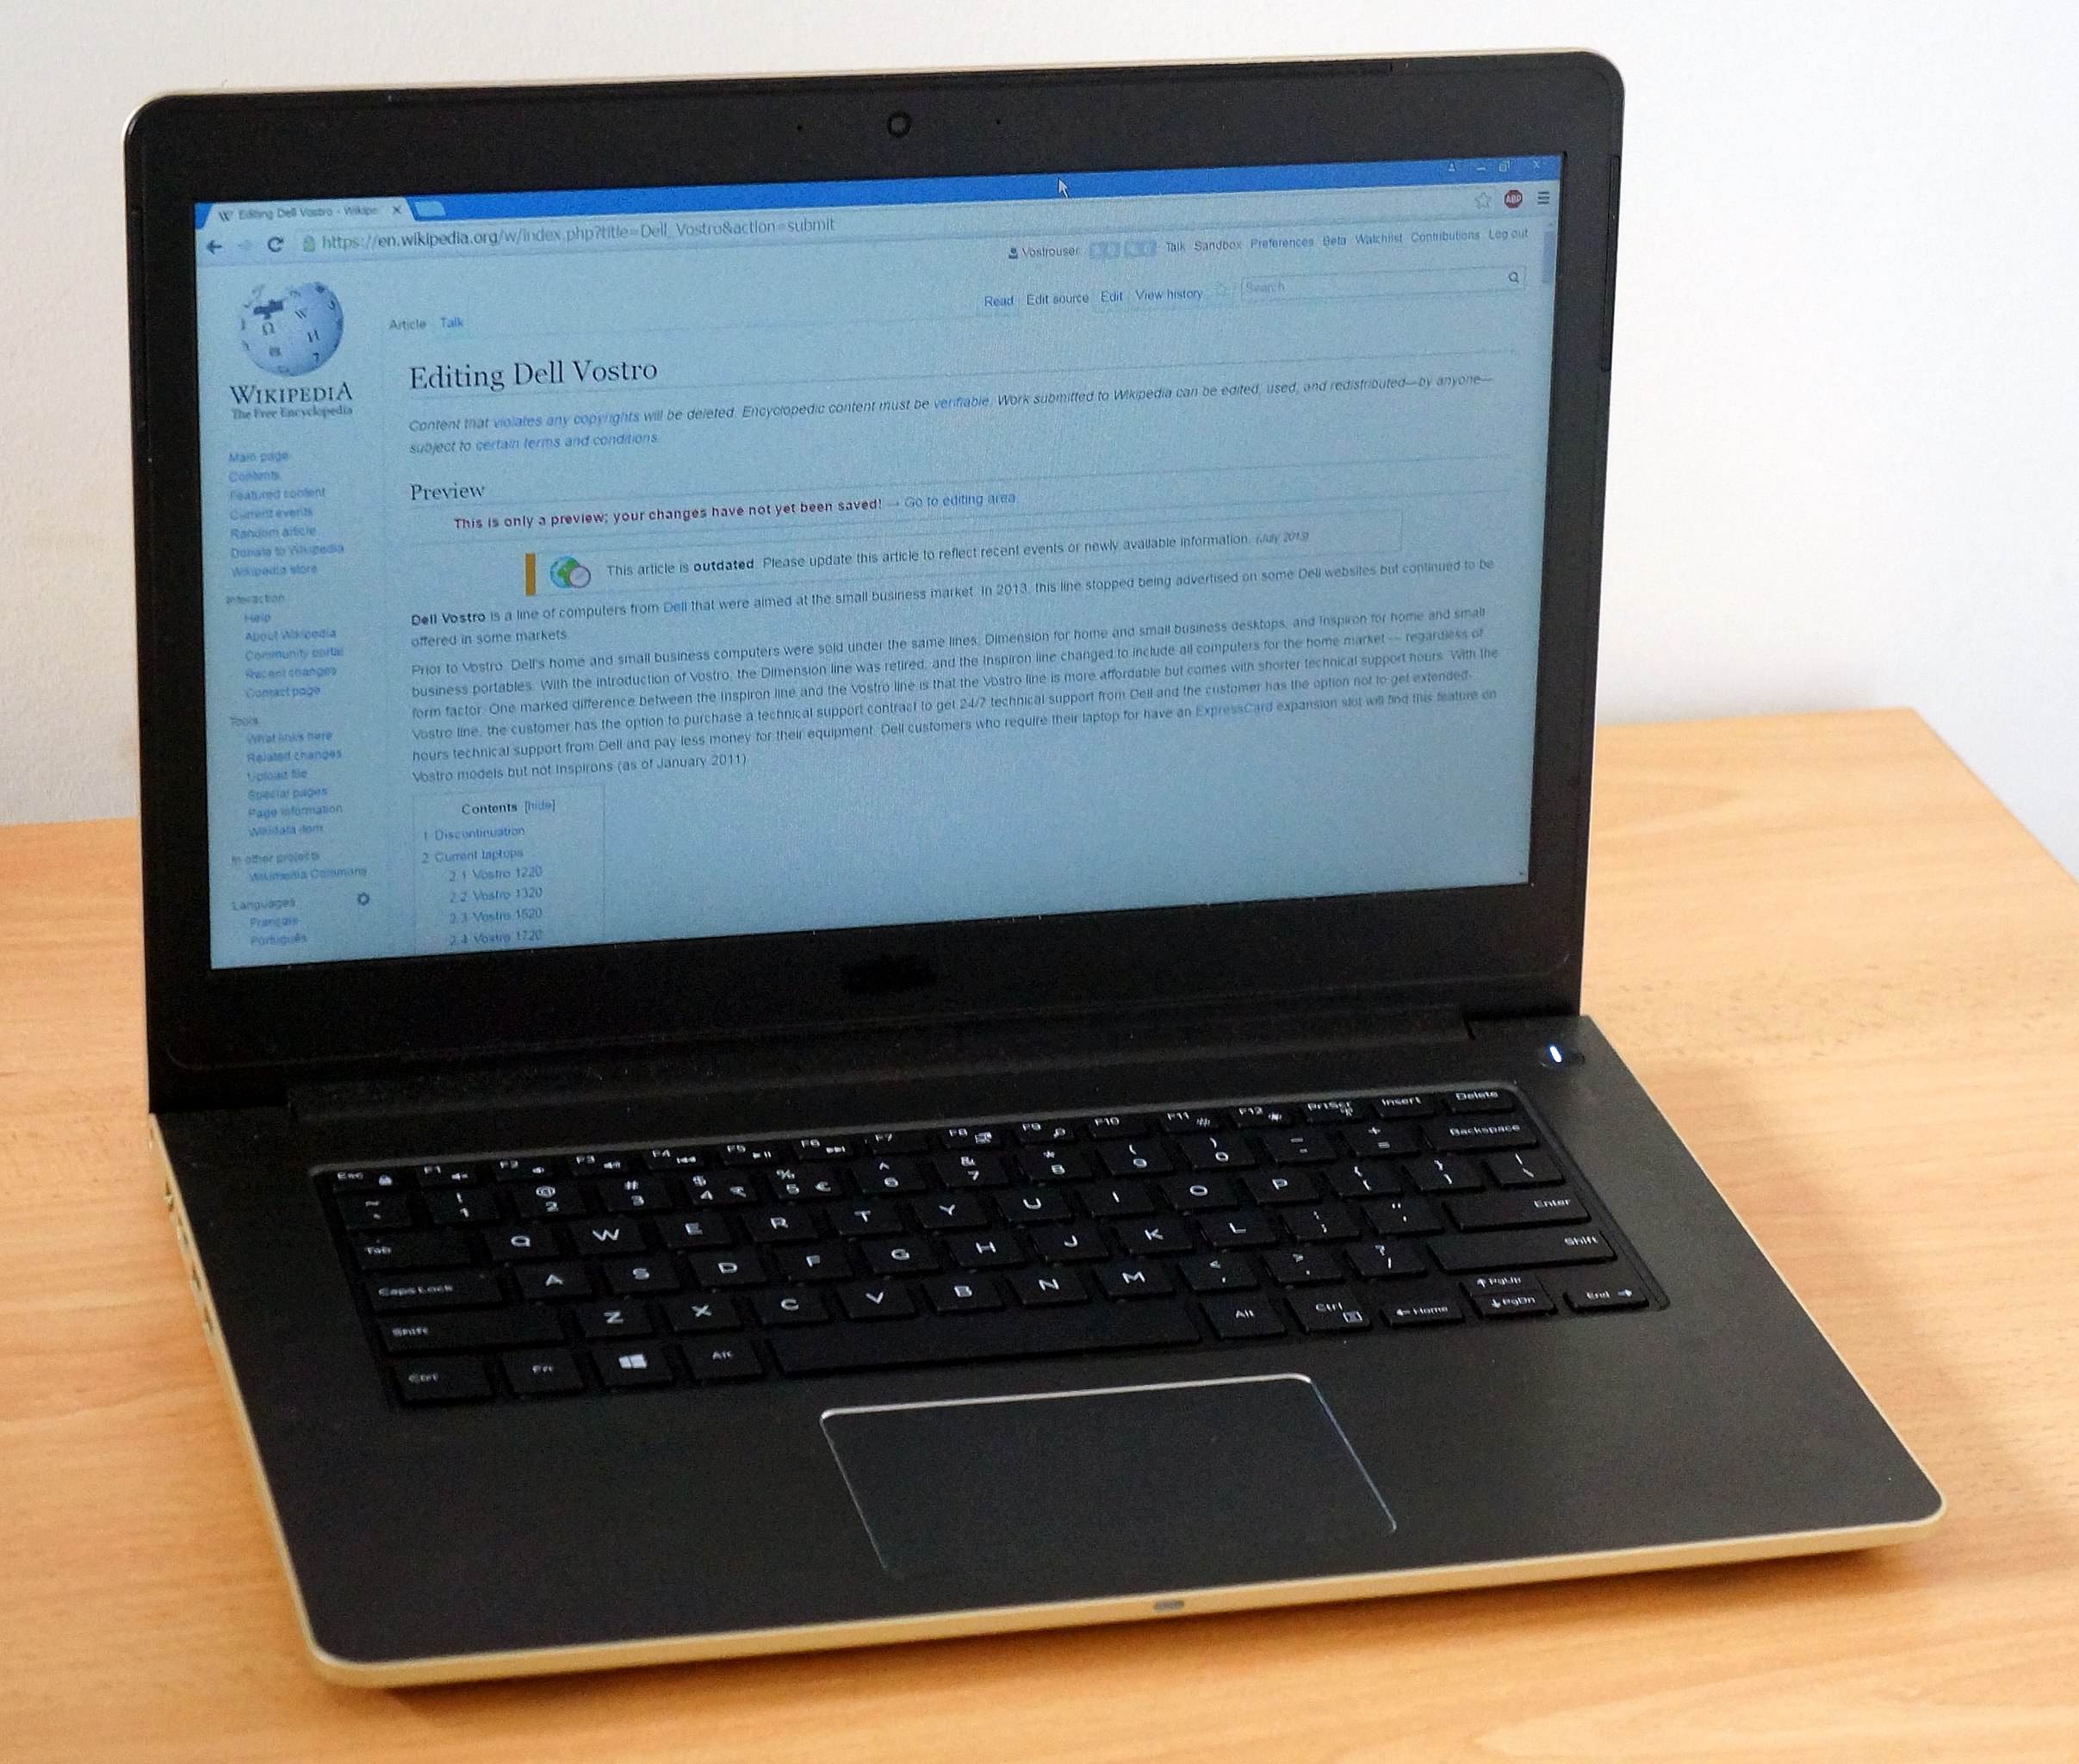 Editing Dell Vostro - Wikipe
https://en.wikipedia.org/w/index.php?title=Dell_Vostro&action=submit
ABP
Vostrouser Talk Sandbox Preferences Beta Watchlist Contributions Log out
Article Talk
Read Edit source Edit View history
Search
WIKIPEDIA
The Free Encyclopedia
Main page
Contents
Featured content
Current events
Random article
Donate to Wikipedia
Wikipedia store
Interaction
Help
About Wikipedia
Community portal
Recent changes
Contact page
Tools
What links here
Related changes
Upload file
Special pages
Page information
Wikidata item
In other projects
Wikimedia Commons
Languages
Français
Português
Editing Dell Vostro
Content that violates any copyrights will be deleted. Encyclopedic content must be verifiable. Work submitted to Wikipedia can be edited, used, and redistributed—by anyone—
subject to certain terms and conditions.
Preview
This is only a preview; your changes have not yet been saved! → Go to editing area
This article is outdated. Please update this article to reflect recent events or newly available information. (July 2013)
Dell Vostro is a line of computers from Dell that were aimed at the small business market. In 2013, this line stopped being advertised on some Dell websites but continued to be
offered in some markets.
Prior to Vostro, Dell's home and small business computers were sold under the same lines, Dimension for home and small business desktops, and Inspiron for home and small
business portables. With the introduction of Vostro, the Dimension line was retired, and the Inspiron line changed to include all computers for the home market — regardless of
form factor. One marked difference between the Inspiron line and the Vostro line is that the Vostro line is more affordable but comes with shorter technical support hours. With the
Vostro line, the customer has the option to purchase a technical support contract to get 24/7 technical support from Dell and the customer has the option not to get extended-
hours technical support from Dell and pay less money for their equipment. Dell customers who require their laptop for have an ExpressCard expansion slot will find this feature on
Vostro models but not Inspirons (as of January 2011).
Contents [hide]
1 Discontinuation
2 Current laptops
2.1 Vostro 1220
2.2 Vostro 1320
2.3 Vostro 1520
2.4 Vostro 1720
Esc F1 F2 F3 F4 F5 F6 F7 F8 F9 F10 F11 F12 PrtScr Insert Delete
~ ` ! 1 @ 2 # 3 $ 4 ₹ % 5 € ^ 6 & 7 * 8 ( 9 ) 0 - + = Backspace
Tab Q W E R T Y U I O P { [ } ] | \
Caps Lock A S D F G H J K L : ; " ' Enter
Shift Z X C V B N M < , > . ? / Shift
Ctrl Fn Alt Alt Ctrl ← Home ↑ PgUp ↓ PgDn End →